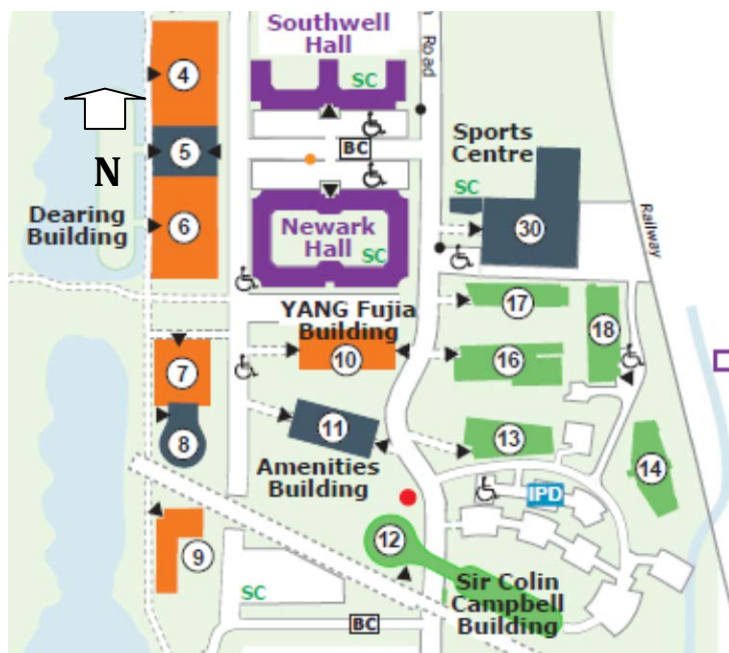 Southwell
Hall
SC
4
Road
BC
5
Sports
Centre
SC
N
Dearing
Building
6
Newark
Hall
SC
30
Railway
YANG Fujia
Building
17
18
7
10
16
8
11
13
Amenities
Building
14
IPD
9
12
SC
Sir Colin
Campbell
Building
BC